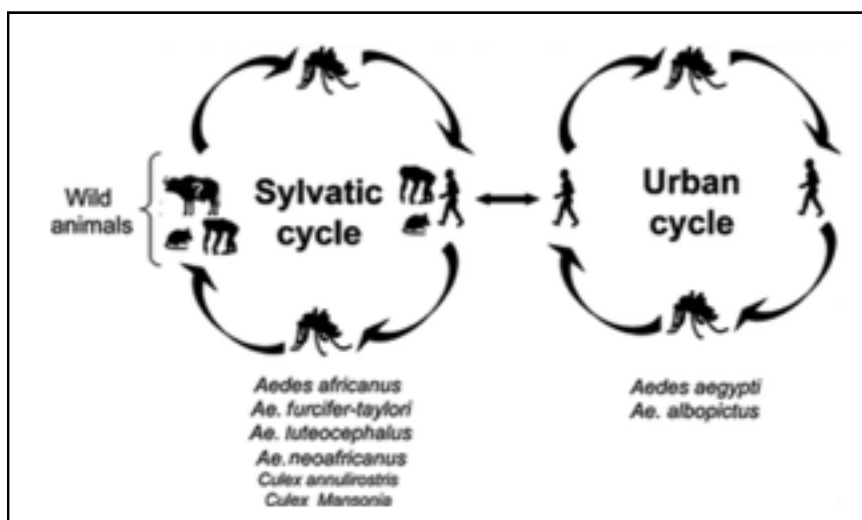 Wild
animals
Sylvatic
cycle
Urban
cycle
Aedes africanus
Ae. furcifer-taylori
Ae. luteocephalus
Ae. neoafricanus
Culex annulirostris
Culex Mansonia
Aedes aegypti
Ae. albopictus